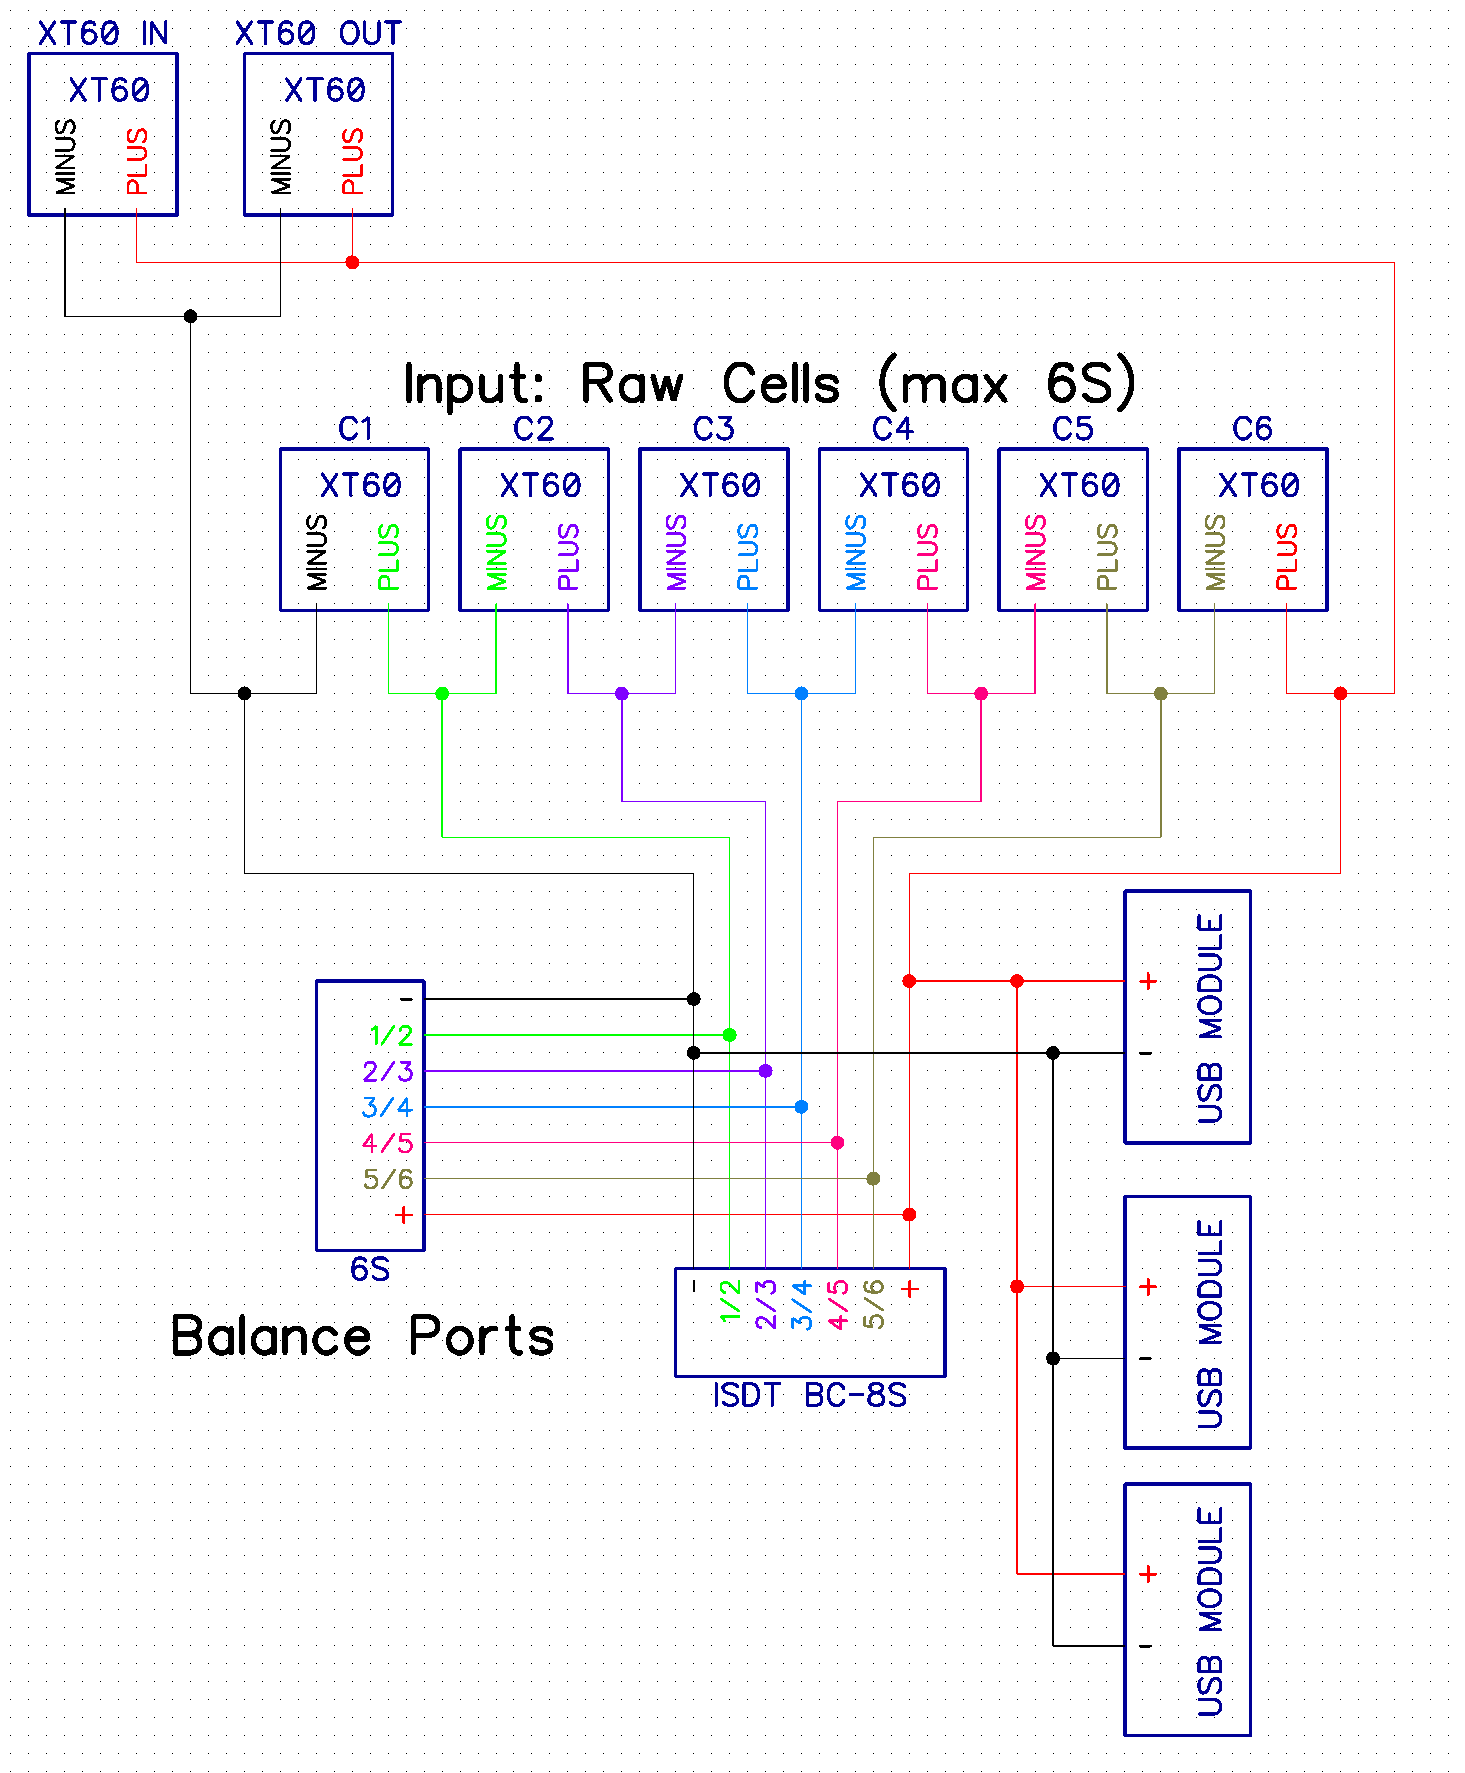 XT60 IN
XT60
MINUS
PLUS
XT60 OUT
XT60
MINUS
PLUS
Input: Raw Cells (max 6S)
C1
XT60
MINUS
PLUS
C2
XT60
MINUS
PLUS
C3
XT60
MINUS
PLUS
C4
XT60
MINUS
PLUS
C5
XT60
MINUS
PLUS
C6
XT60
MINUS
PLUS
-
1/2
2/3
3/4
4/5
5/6
+
6S
Balance Ports
-
1/2
2/3
3/4
4/5
5/6
+
ISDT BC-8S
+
-
USB MODULE
+
-
USB MODULE
+
-
USB MODULE